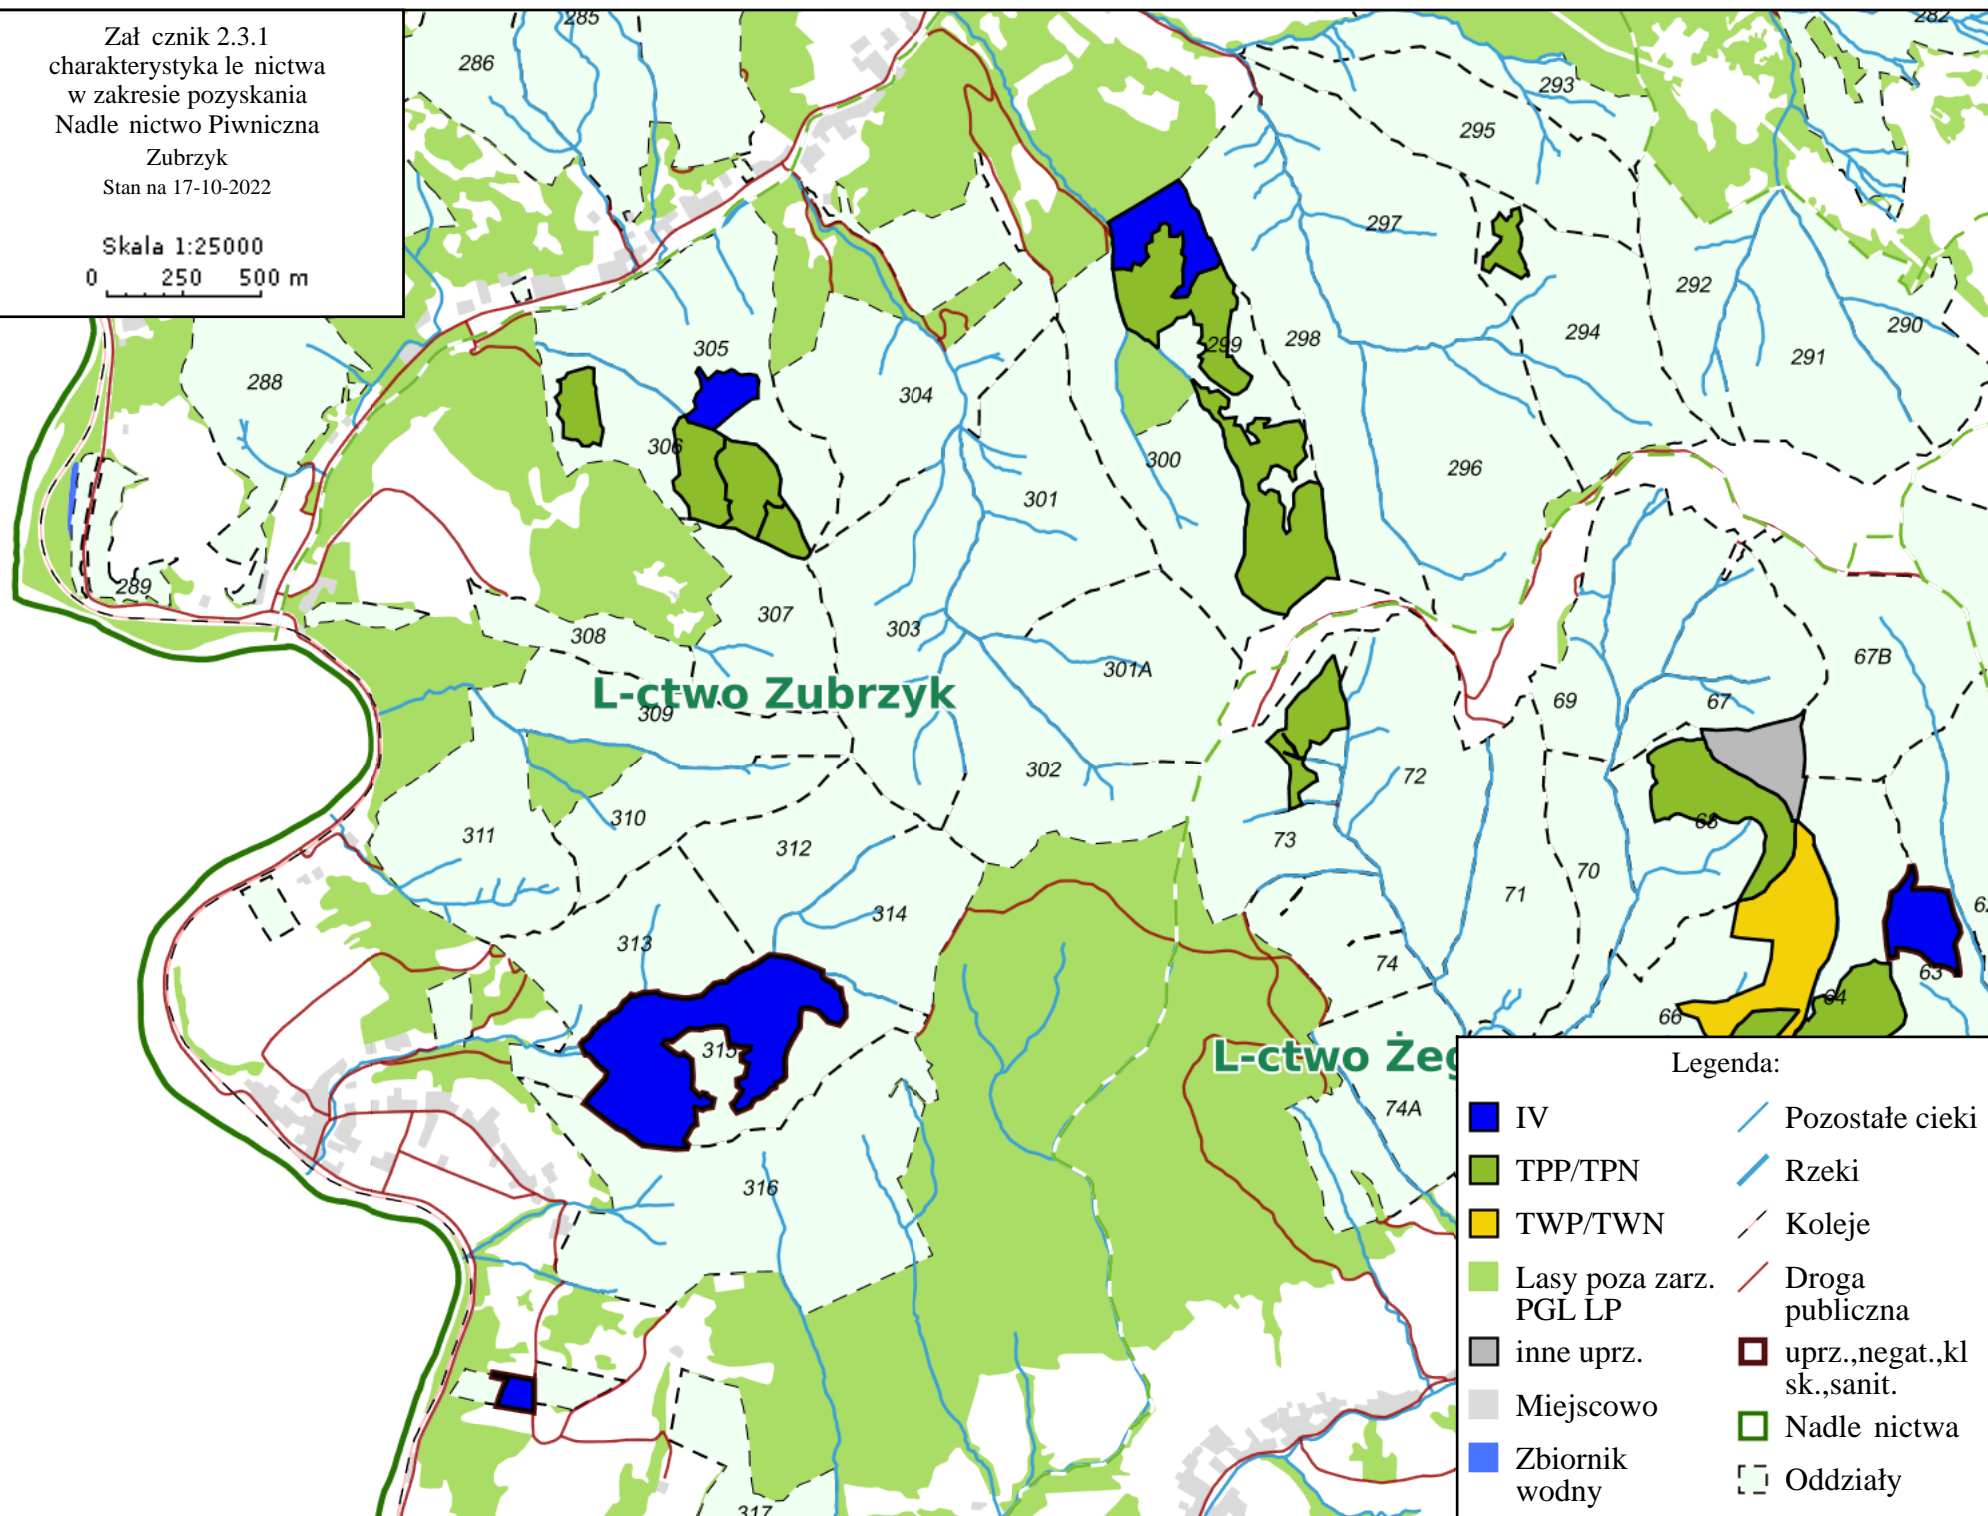 Zał cznik 2.3.1
charakterystyka le nictwa
w zakresie pozyskania
Nadle nictwo Piwniczna
Zubrzyk
Stan na 17-10-2022
Skala 1:25000
0 250 500 m
285
282
286
293
295
297
292
290
294
291
298
299
305
288
304
306
300
296
301
289
307
308
303
301A
67B
L-ctwo Zubrzyk
309
69
67
302
72
310
311
312
73
68
70
71
314
313
74
63
64
66
315
L-ctwo Żeg
74A
316
317
Legenda:
IV
TPP/TPN
TWP/TWN
Lasy poza zarz.
PGL LP
inne uprz.
Miejscowo
Zbiornik
wodny
Pozostałe cieki
Rzeki
Koleje
Droga
publiczna
uprz.,negat.,kl
sk.,sanit.
Nadle nictwa
Oddziały